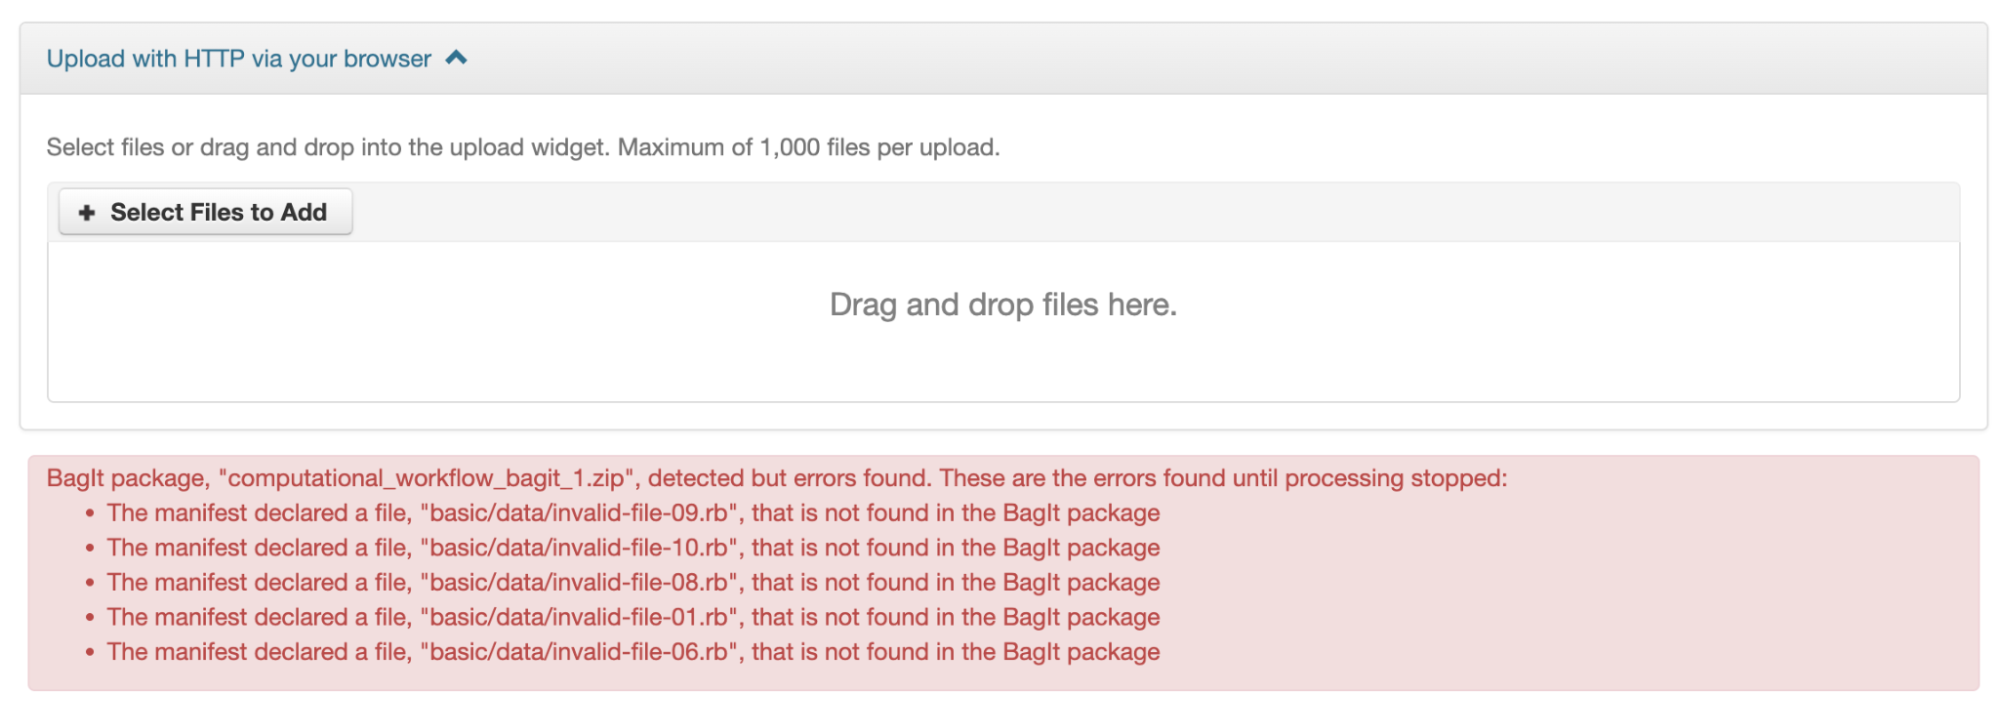 Upload with HTTP via your browser
Select files or drag and drop into the upload widget. Maximum of 1,000 files per upload.
+ Select Files to Add
Drag and drop files here.
BagIt package, "computational_workflow_bagit_1.zip", detected but errors found. These are the errors found until processing stopped:
• The manifest declared a file, "basic/data/invalid-file-09.rb", that is not found in the BagIt package
• The manifest declared a file, "basic/data/invalid-file-10.rb", that is not found in the BagIt package
• The manifest declared a file, "basic/data/invalid-file-08.rb", that is not found in the BagIt package
• The manifest declared a file, "basic/data/invalid-file-01.rb", that is not found in the BagIt package
• The manifest declared a file, "basic/data/invalid-file-06.rb", that is not found in the BagIt package